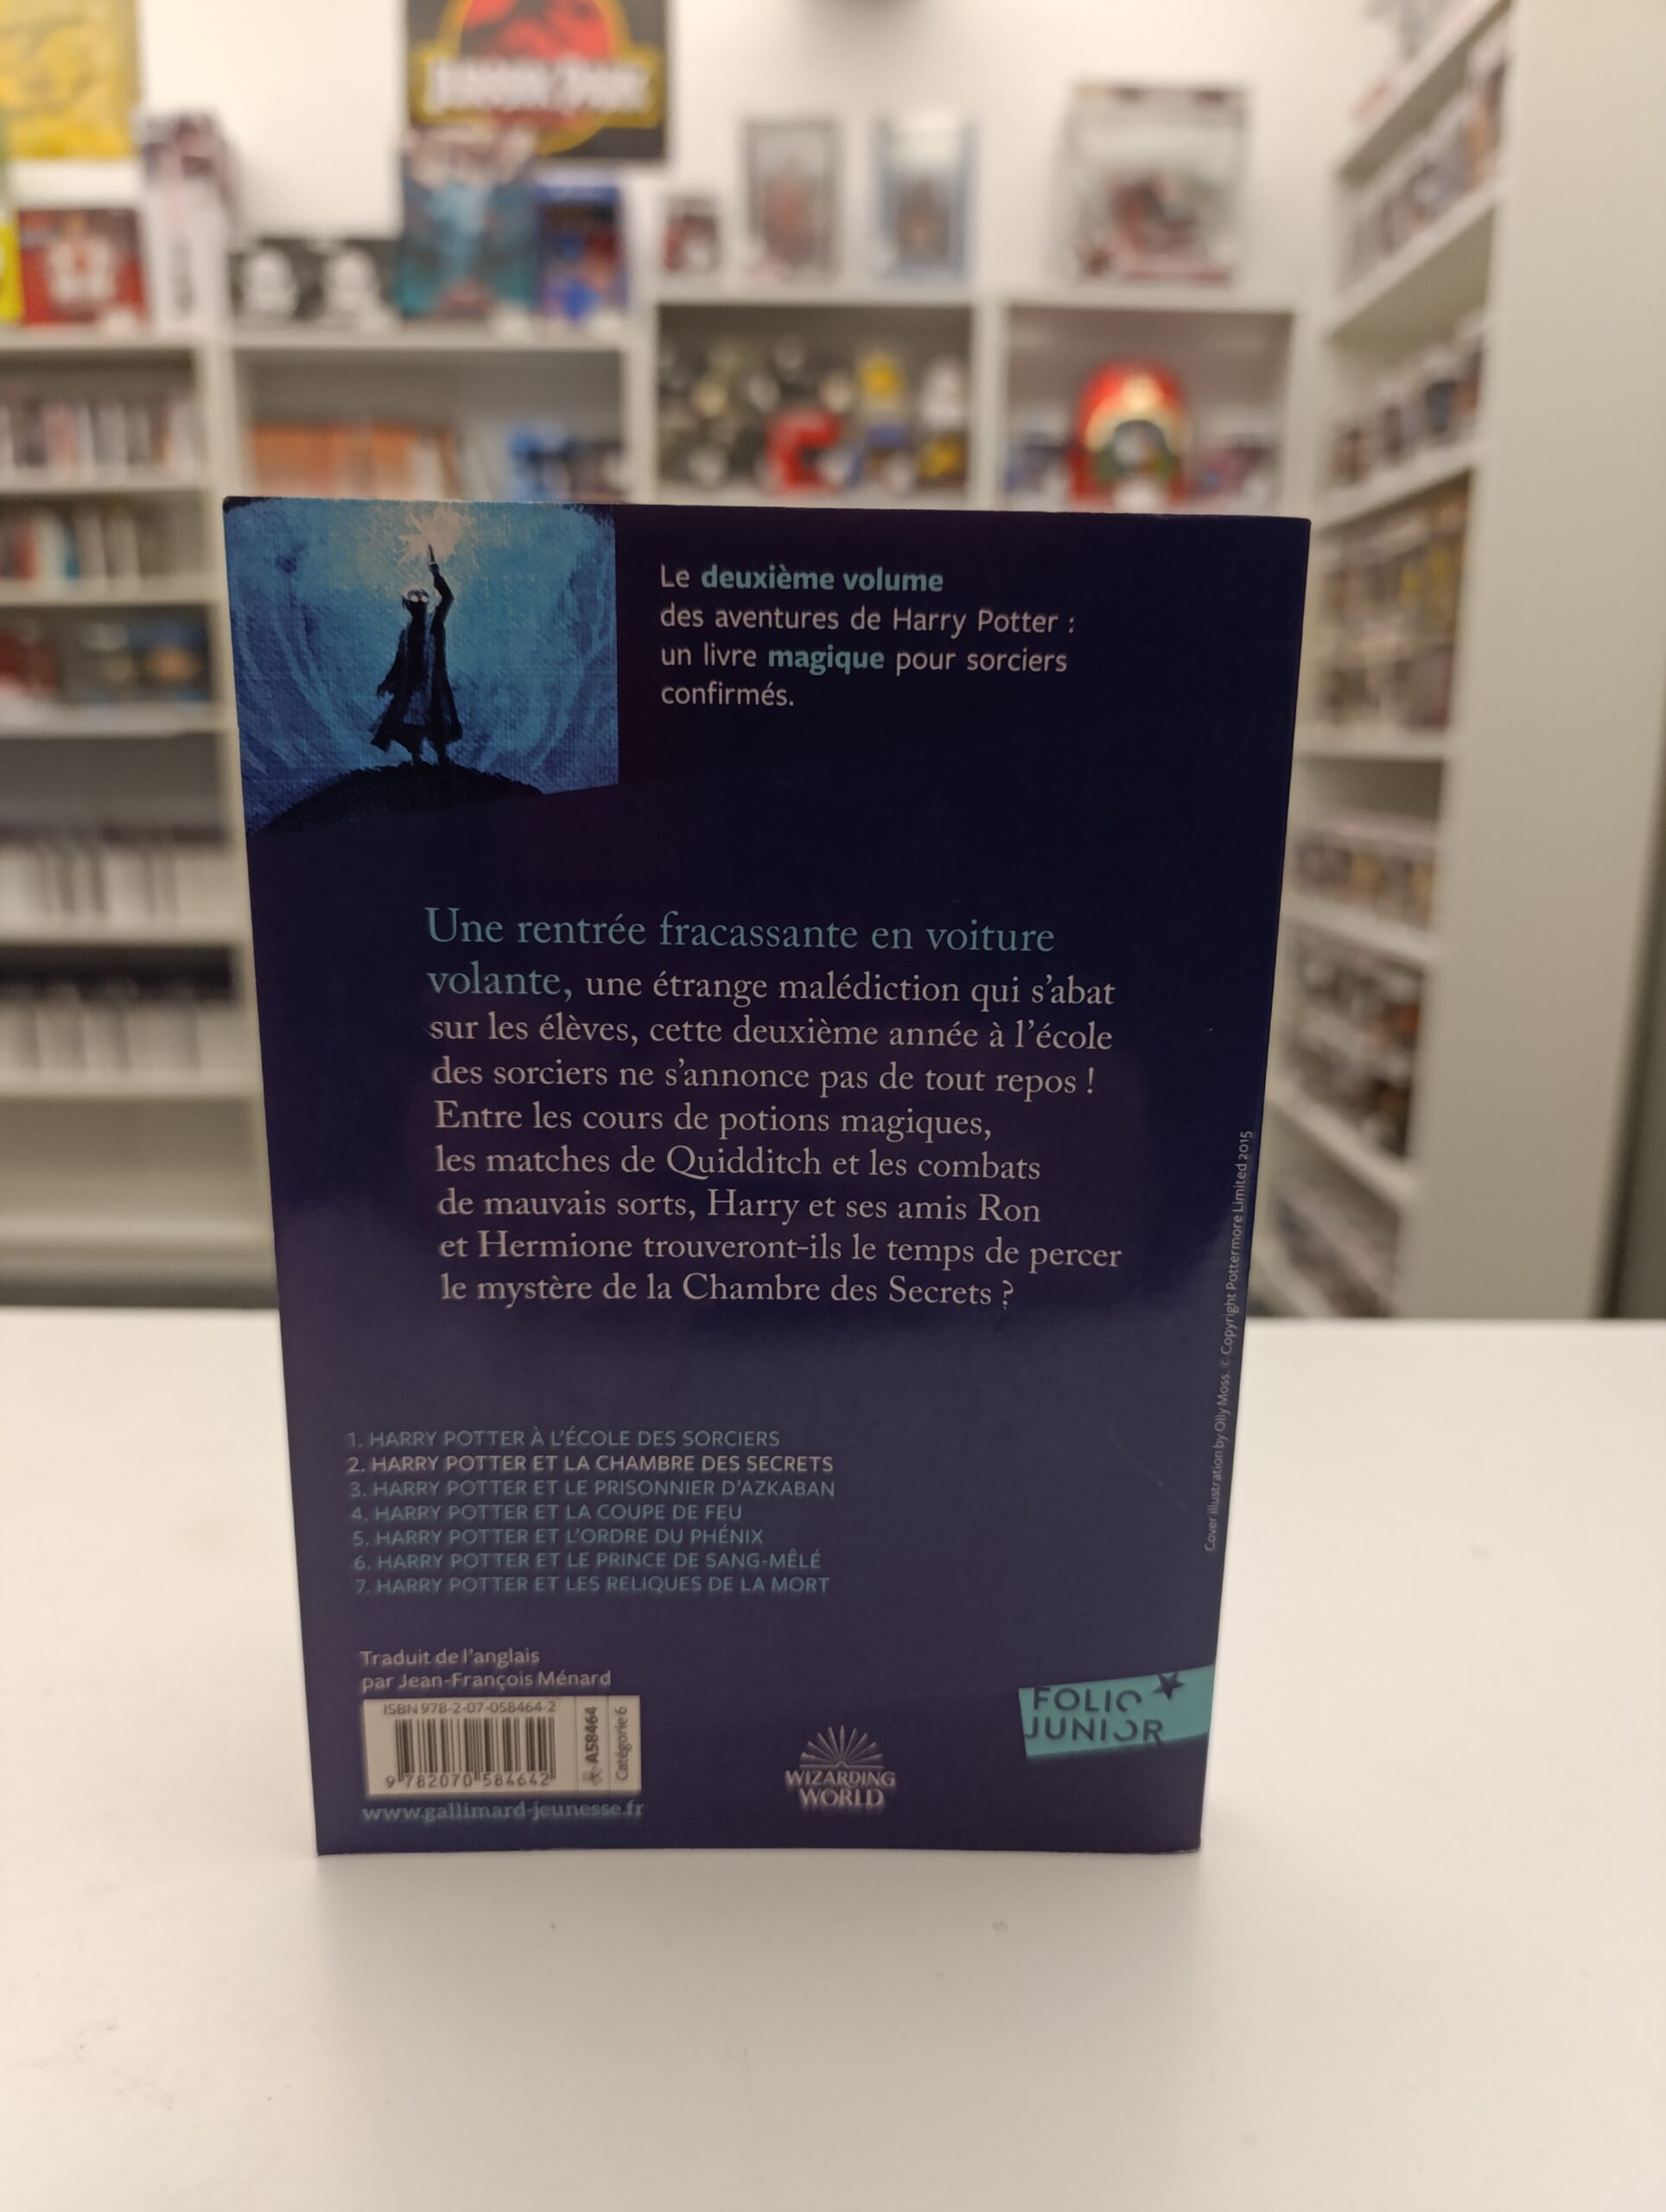 JURASSIC PARK
Le deuxième volume
des aventures de Harry Potter :
un livre magique pour sorciers
confirmés.
Une rentrée fracassante en voiture
volante, une étrange malédiction qui s’abat
sur les élèves, cette deuxième année à l’école
des sorciers ne s’annonce pas de tout repos !
Entre les cours de potions magiques,
les matches de Quidditch et les combats
de mauvais sorts, Harry et ses amis Ron
et Hermione trouveront-ils le temps de percer
le mystère de la Chambre des Secrets ?
1. HARRY POTTER À L’ÉCOLE DES SORCIERS
2. HARRY POTTER ET LA CHAMBRE DES SECRETS
3. HARRY POTTER ET LE PRISONNIER D’AZKABAN
4. HARRY POTTER ET LA COUPE DE FEU
5. HARRY POTTER ET L’ORDRE DU PHÉNIX
6. HARRY POTTER ET LE PRINCE DE SANG-MÊLÉ
7. HARRY POTTER ET LES RELIQUES DE LA MORT
Cover illustration by Olly Moss. © Copyright Pottermore Limited 2015
Traduit de l’anglais
par Jean-François Ménard
ISBN 978-2-07-058464-2
9 782070 584642
A58464
Catégorie 6
www.gallimard-jeunesse.fr
WIZARDING
WORLD
FOLIO
JUNIOR